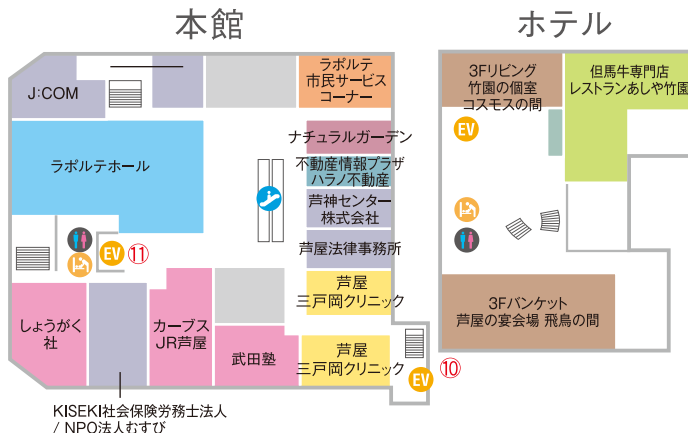 本館
ホテル
J:COM
ラポルテ
市民サービス
コーナー
3Fリビング
竹園の個室
コスモスの間
但馬牛専門店
レストランあしや竹園
EV
ナチュラルガーデン
ラポルテホール
不動産情報プラザ
ハラノ不動産
芦神センター
株式会社
芦屋法律事務所
EV
⑪
芦屋
三戸岡クリニック
3Fバンケット
芦屋の宴会場 飛鳥の間
しょうがく
社
カーブス
JR芦屋
武田塾
芦屋
三戸岡クリニック
EV
⑩
KISEKI社会保険労務士法人
/ NPO法人むすび